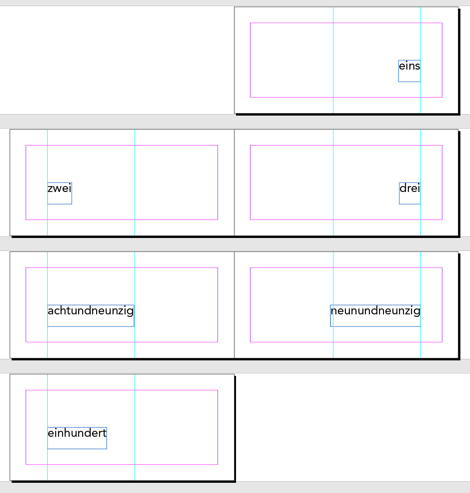 eins
zwei
drei
achtundneunzig
neunundneunzig
einhundert